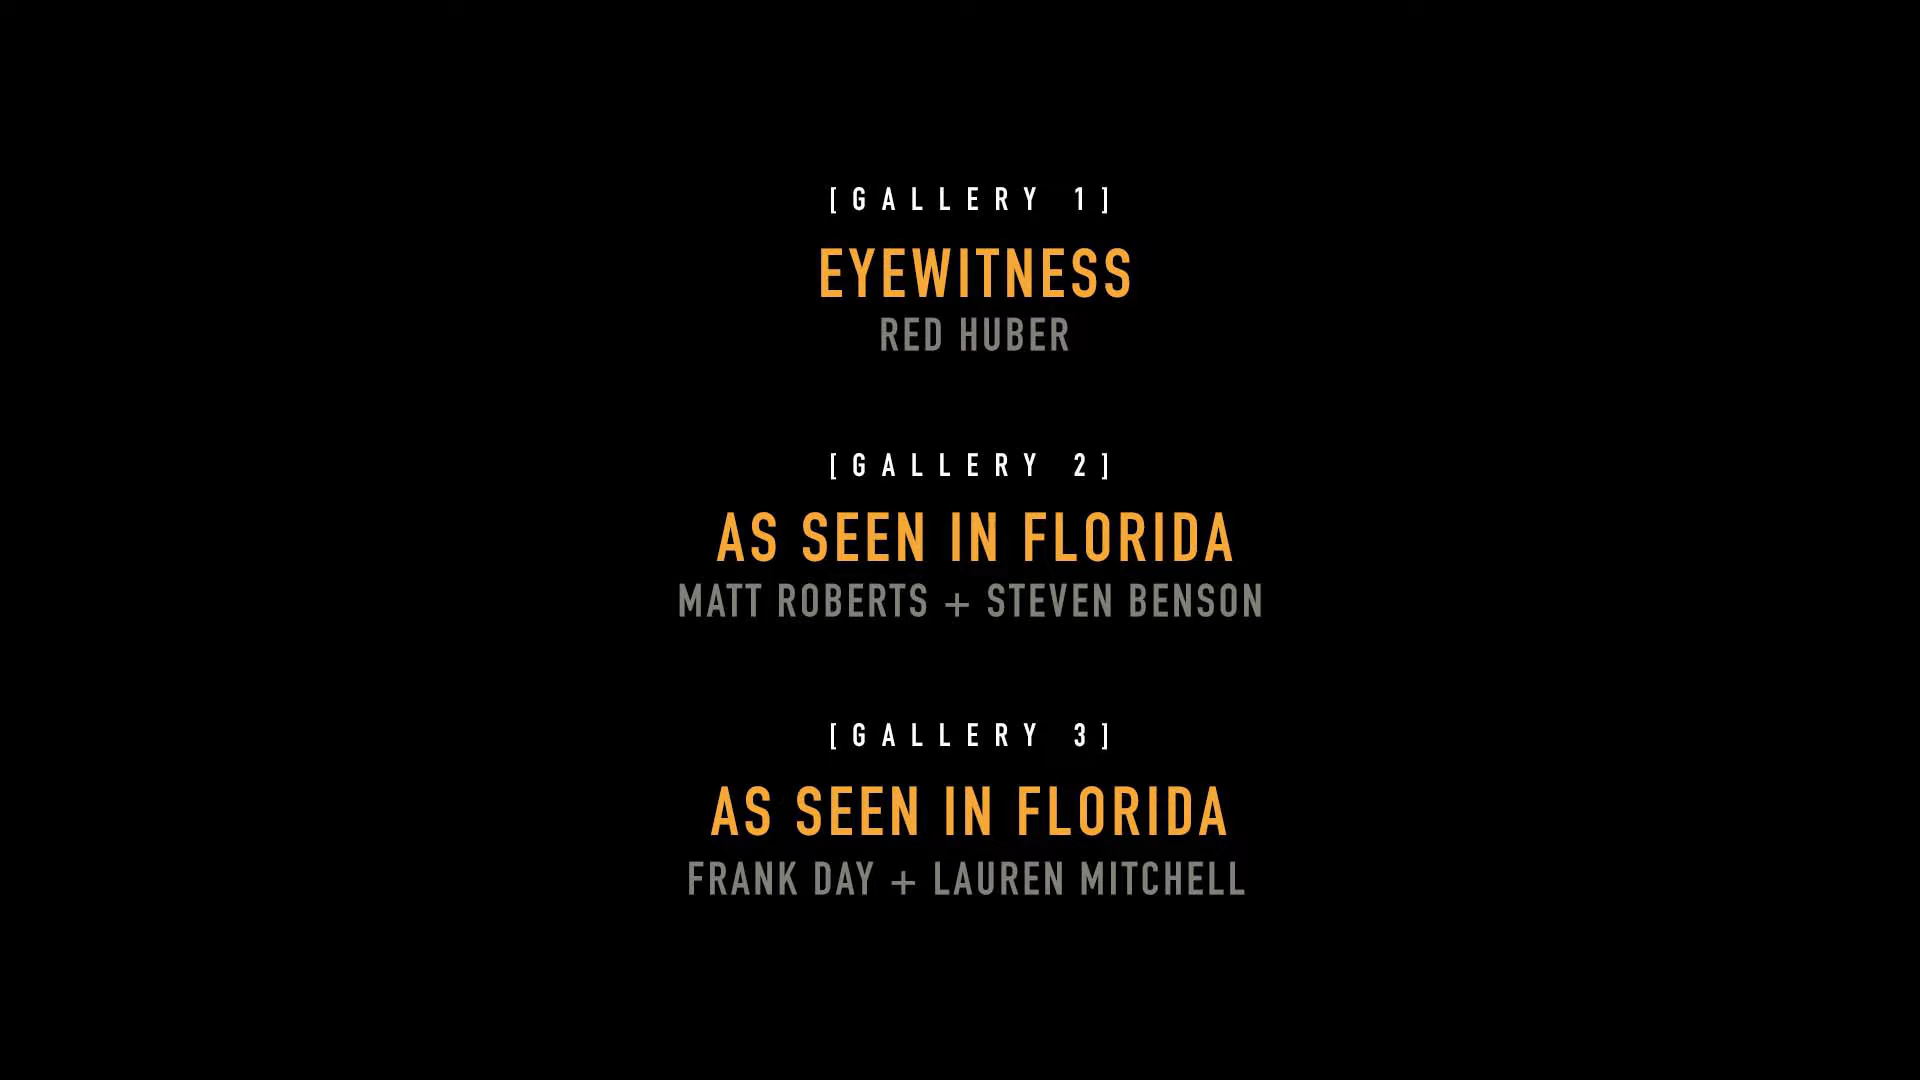 [GALLERY 1]
EYEWITNESS
RED HUBER
[GALLERY 2]
AS SEEN IN FLORIDA
MATT ROBERTS + STEVEN BENSON
[GALLERY 3]
AS SEEN IN FLORIDA
FRANK DAY + LAUREN MITCHELL